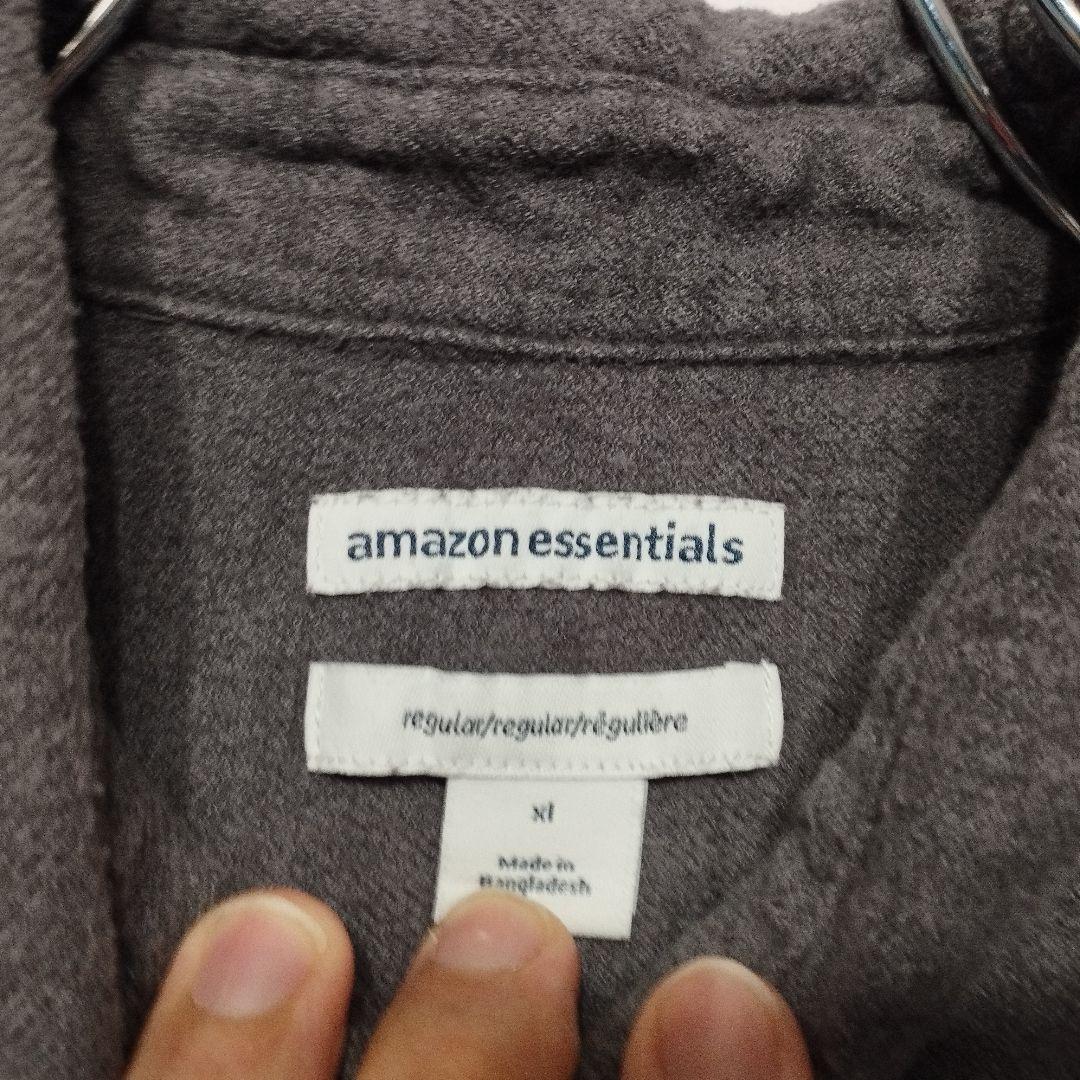 amazon essentials
regular/regular/régulière
xl
Made in
Bangladesh